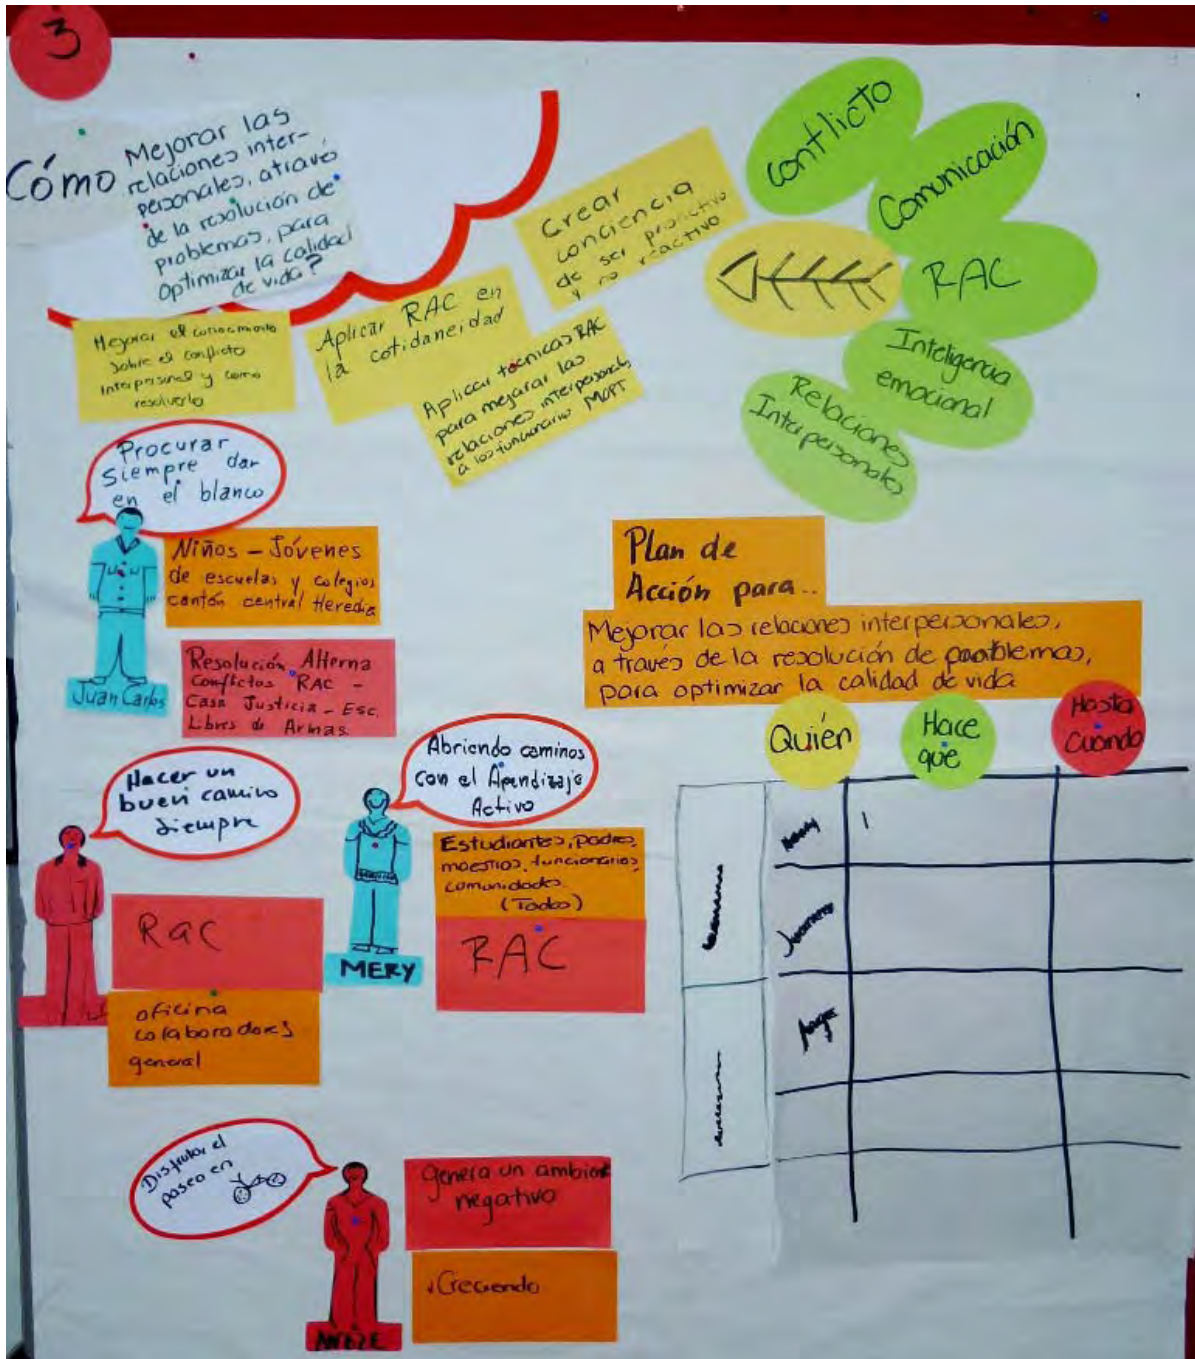 3
Cómo
Mejorar las
relaciones inter-
personales, a través
de la resolución de
problemas, para
optimizar la calidad
de vida?
Crear
conciencia
de ser proactivo
y no reactivo
Aplicar RAC en
la cotidaneidad
Mejorar el conocimiento
sobre el conflicto
interpersonal y como
resolverlo
Aplicar técnicas RAC
para mejarar las
relaciones interpersonales
a los funcionario MOPT
Conflicto
Comunicación
RAC
Inteligencia
emocional
Relaciones
Interpersonales
Procurar
siempre dar
en el blanco
Juan Carlos
Niños - Jóvenes
de escuelas y colegios
cantón central Heredia
Resolución Alterna
Conflictos RAC -
Casa Justicia - Esc.
Libres de Armas
Plan de
Acción para..
Mejorar las relaciones interpersonales,
a través de la resolución de problemas,
para optimizar la calidad de vida
Quién
Hace
que
Hasta
Cuando
Hacer un
buen camino
siempre
RaC
oficina
colaboradores
general
Abriendo caminos
con el Aprendizaje
Activo
MERY
Estudiantes, padres,
maestros, funcionarios,
comunidades.
(Todos)
RAC
Disfrutar el
paseo en
genera un ambiente
negativo
Creciendo